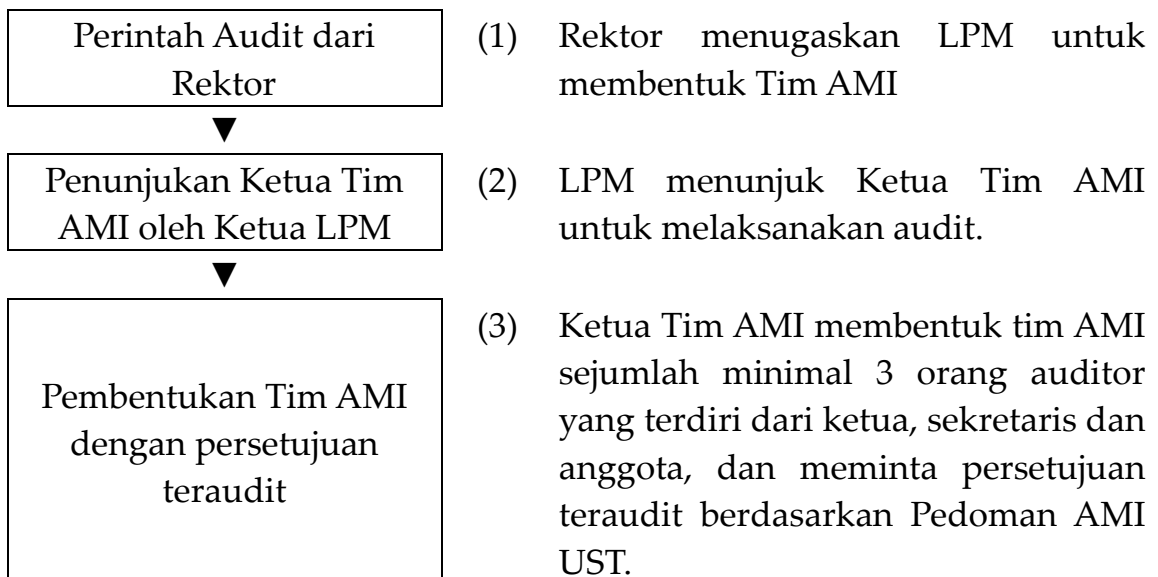 Perintah Audit dari
Rektor
(1) Rektor menugaskan LPM untuk
membentuk Tim AMI
▼
Penunjukan Ketua Tim
AMI oleh Ketua LPM
(2) LPM menunjuk Ketua Tim AMI
untuk melaksanakan audit.
▼
Pembentukan Tim AMI
dengan persetujuan
teraudit
(3) Ketua Tim AMI membentuk tim AMI
sejumlah minimal 3 orang auditor
yang terdiri dari ketua, sekretaris dan
anggota, dan meminta persetujuan
teraudit berdasarkan Pedoman AMI
UST.